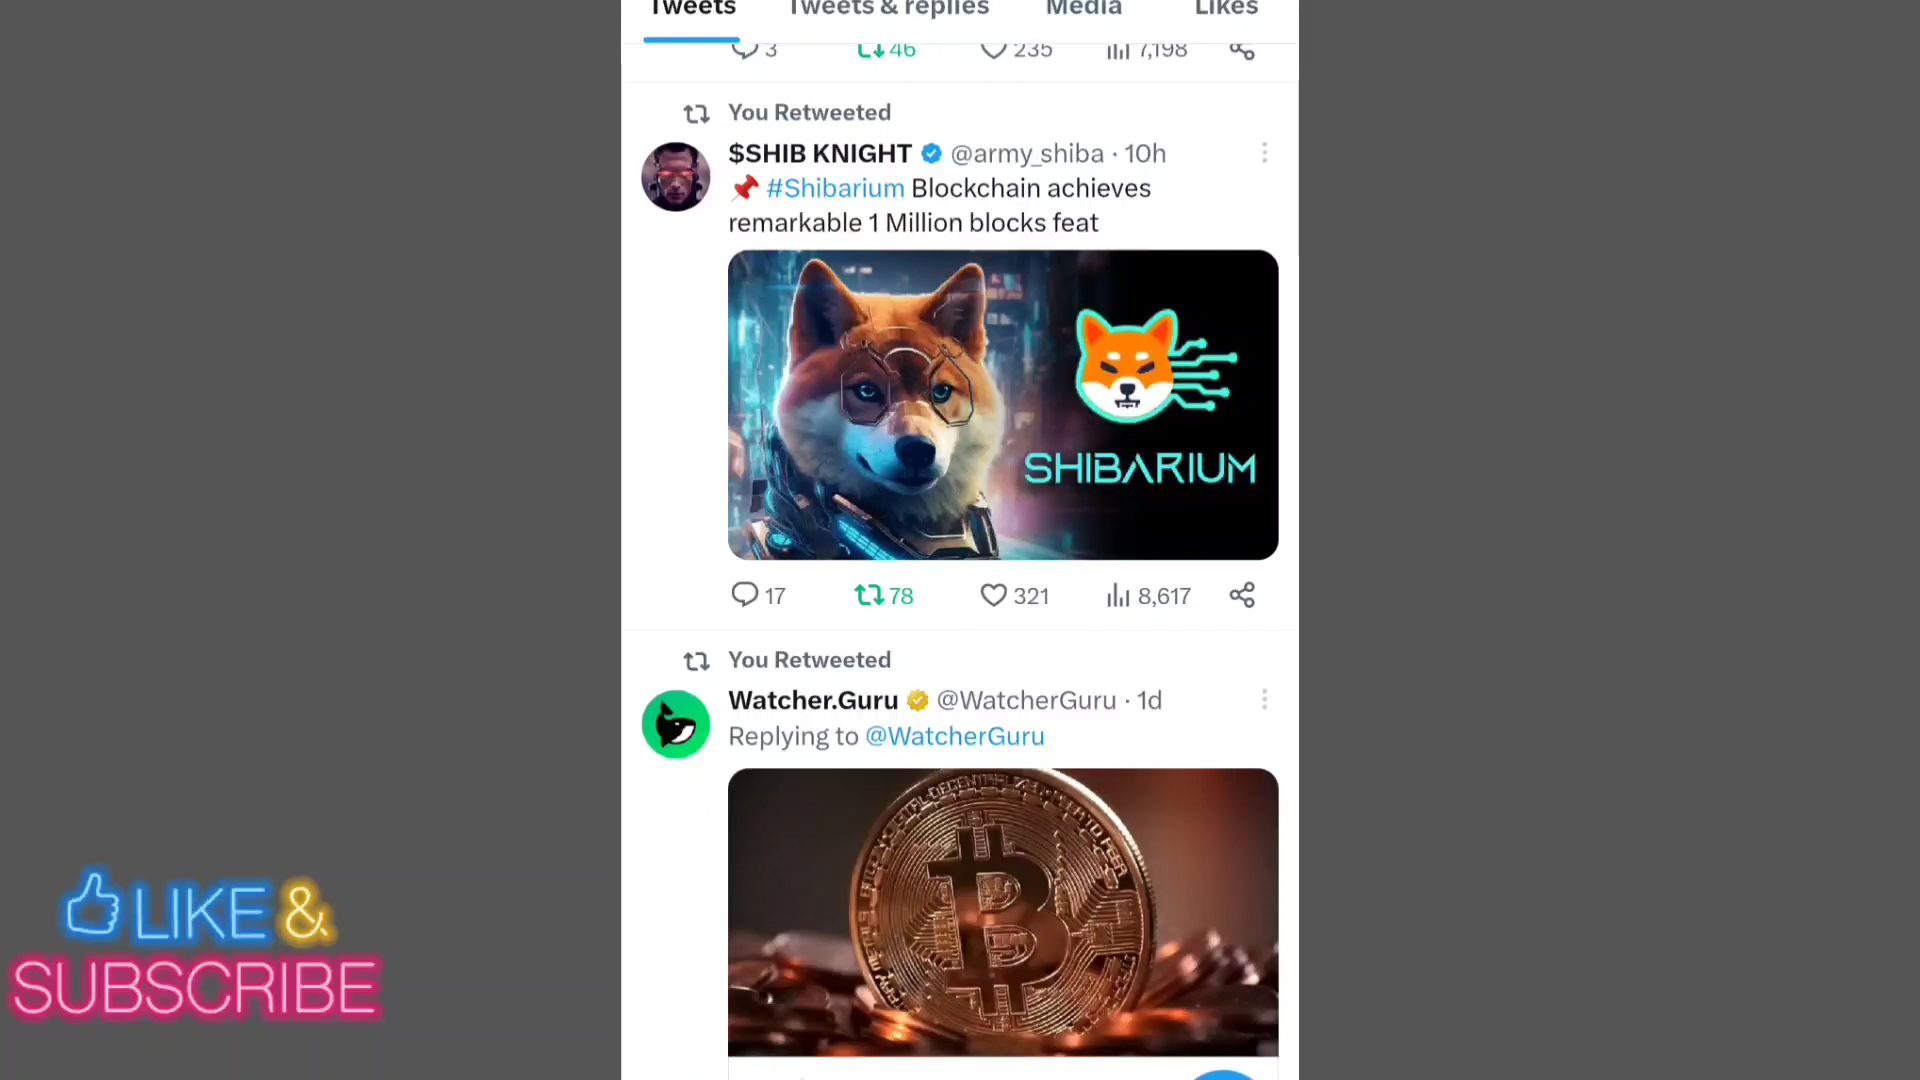 Tweets Tweets & replies Media Likes
3 46 235 7,198
You Retweeted
$SHIB KNIGHT @army_shiba · 10h
📌 #Shibarium Blockchain achieves
remarkable 1 Million blocks feat
SHIBARIUM
17 78 321 8,617
You Retweeted
Watcher.Guru @WatcherGuru · 1d
Replying to @WatcherGuru
LIKE &
SUBSCRIBE